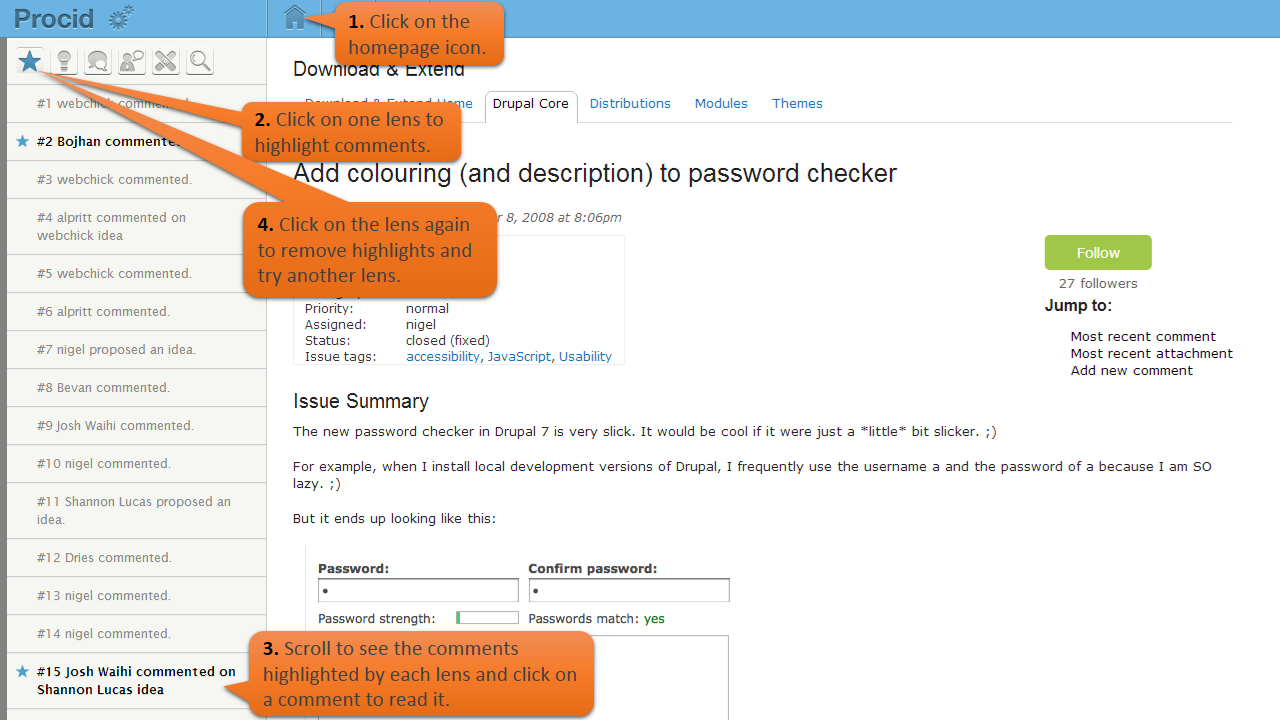 Procid
1. Click on the
homepage icon.
#1 webchick commented.
#2 Bojhan commented.
#3 webchick commented.
#4 alpritt commented on
webchick idea
#5 webchick commented.
#6 alpritt commented.
#7 nigel proposed an idea.
#8 Bevan commented.
#9 Josh Waihi commented.
#10 nigel commented.
#11 Shannon Lucas proposed an
idea.
#12 Dries commented.
#13 nigel commented.
#14 nigel commented.
#15 Josh Waihi commented on
Shannon Lucas idea
Download & Extend
Download & Extend Home Drupal Core Distributions Modules Themes
2. Click on one lens to
highlight comments.
Add colouring (and description) to password checker
8, 2008 at 8:06pm
4. Click on the lens again
to remove highlights and
try another lens.
Priority: normal
Assigned: nigel
Status: closed (fixed)
Issue tags: accessibility, JavaScript, Usability
Follow
27 followers
Jump to:
Most recent comment
Most recent attachment
Add new comment
Issue Summary
The new password checker in Drupal 7 is very slick. It would be cool if it were just a *little* bit slicker. ;)
For example, when I install local development versions of Drupal, I frequently use the username a and the password of a because I am SO
lazy. ;)
But it ends up looking like this:
Password: Confirm password:
Password strength: Passwords match: yes
3. Scroll to see the comments
highlighted by each lens and click on
a comment to read it.